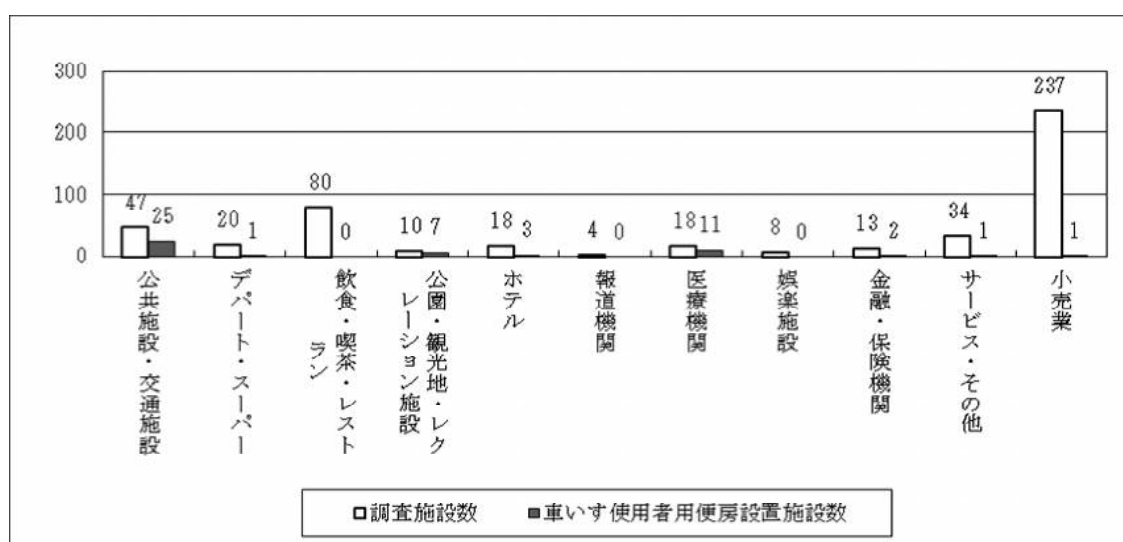 300
200
100
0
47
25
20
1
80
0
10
7
18
3
4
0
18
11
8
0
13
2
34
1
237
1
公共施設・交通施設
デパート・スーパー
飲食・喫茶・レスト
ラン
公園・観光地・レク
レーション施設
ホテル
報道機関
医療機関
娯楽施設
金融・保険機関
サービス・その他
小売業
□調査施設数
■車いす使用者用便房設置施設数